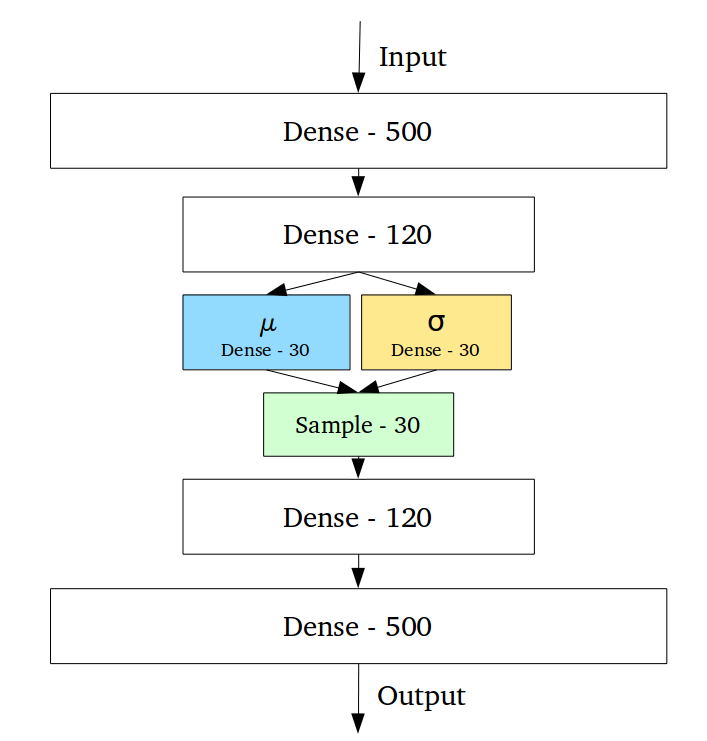 Input
Dense - 500
Dense - 120
μ
Dense - 30
σ
Dense - 30
Sample - 30
Dense - 120
Dense - 500
Output